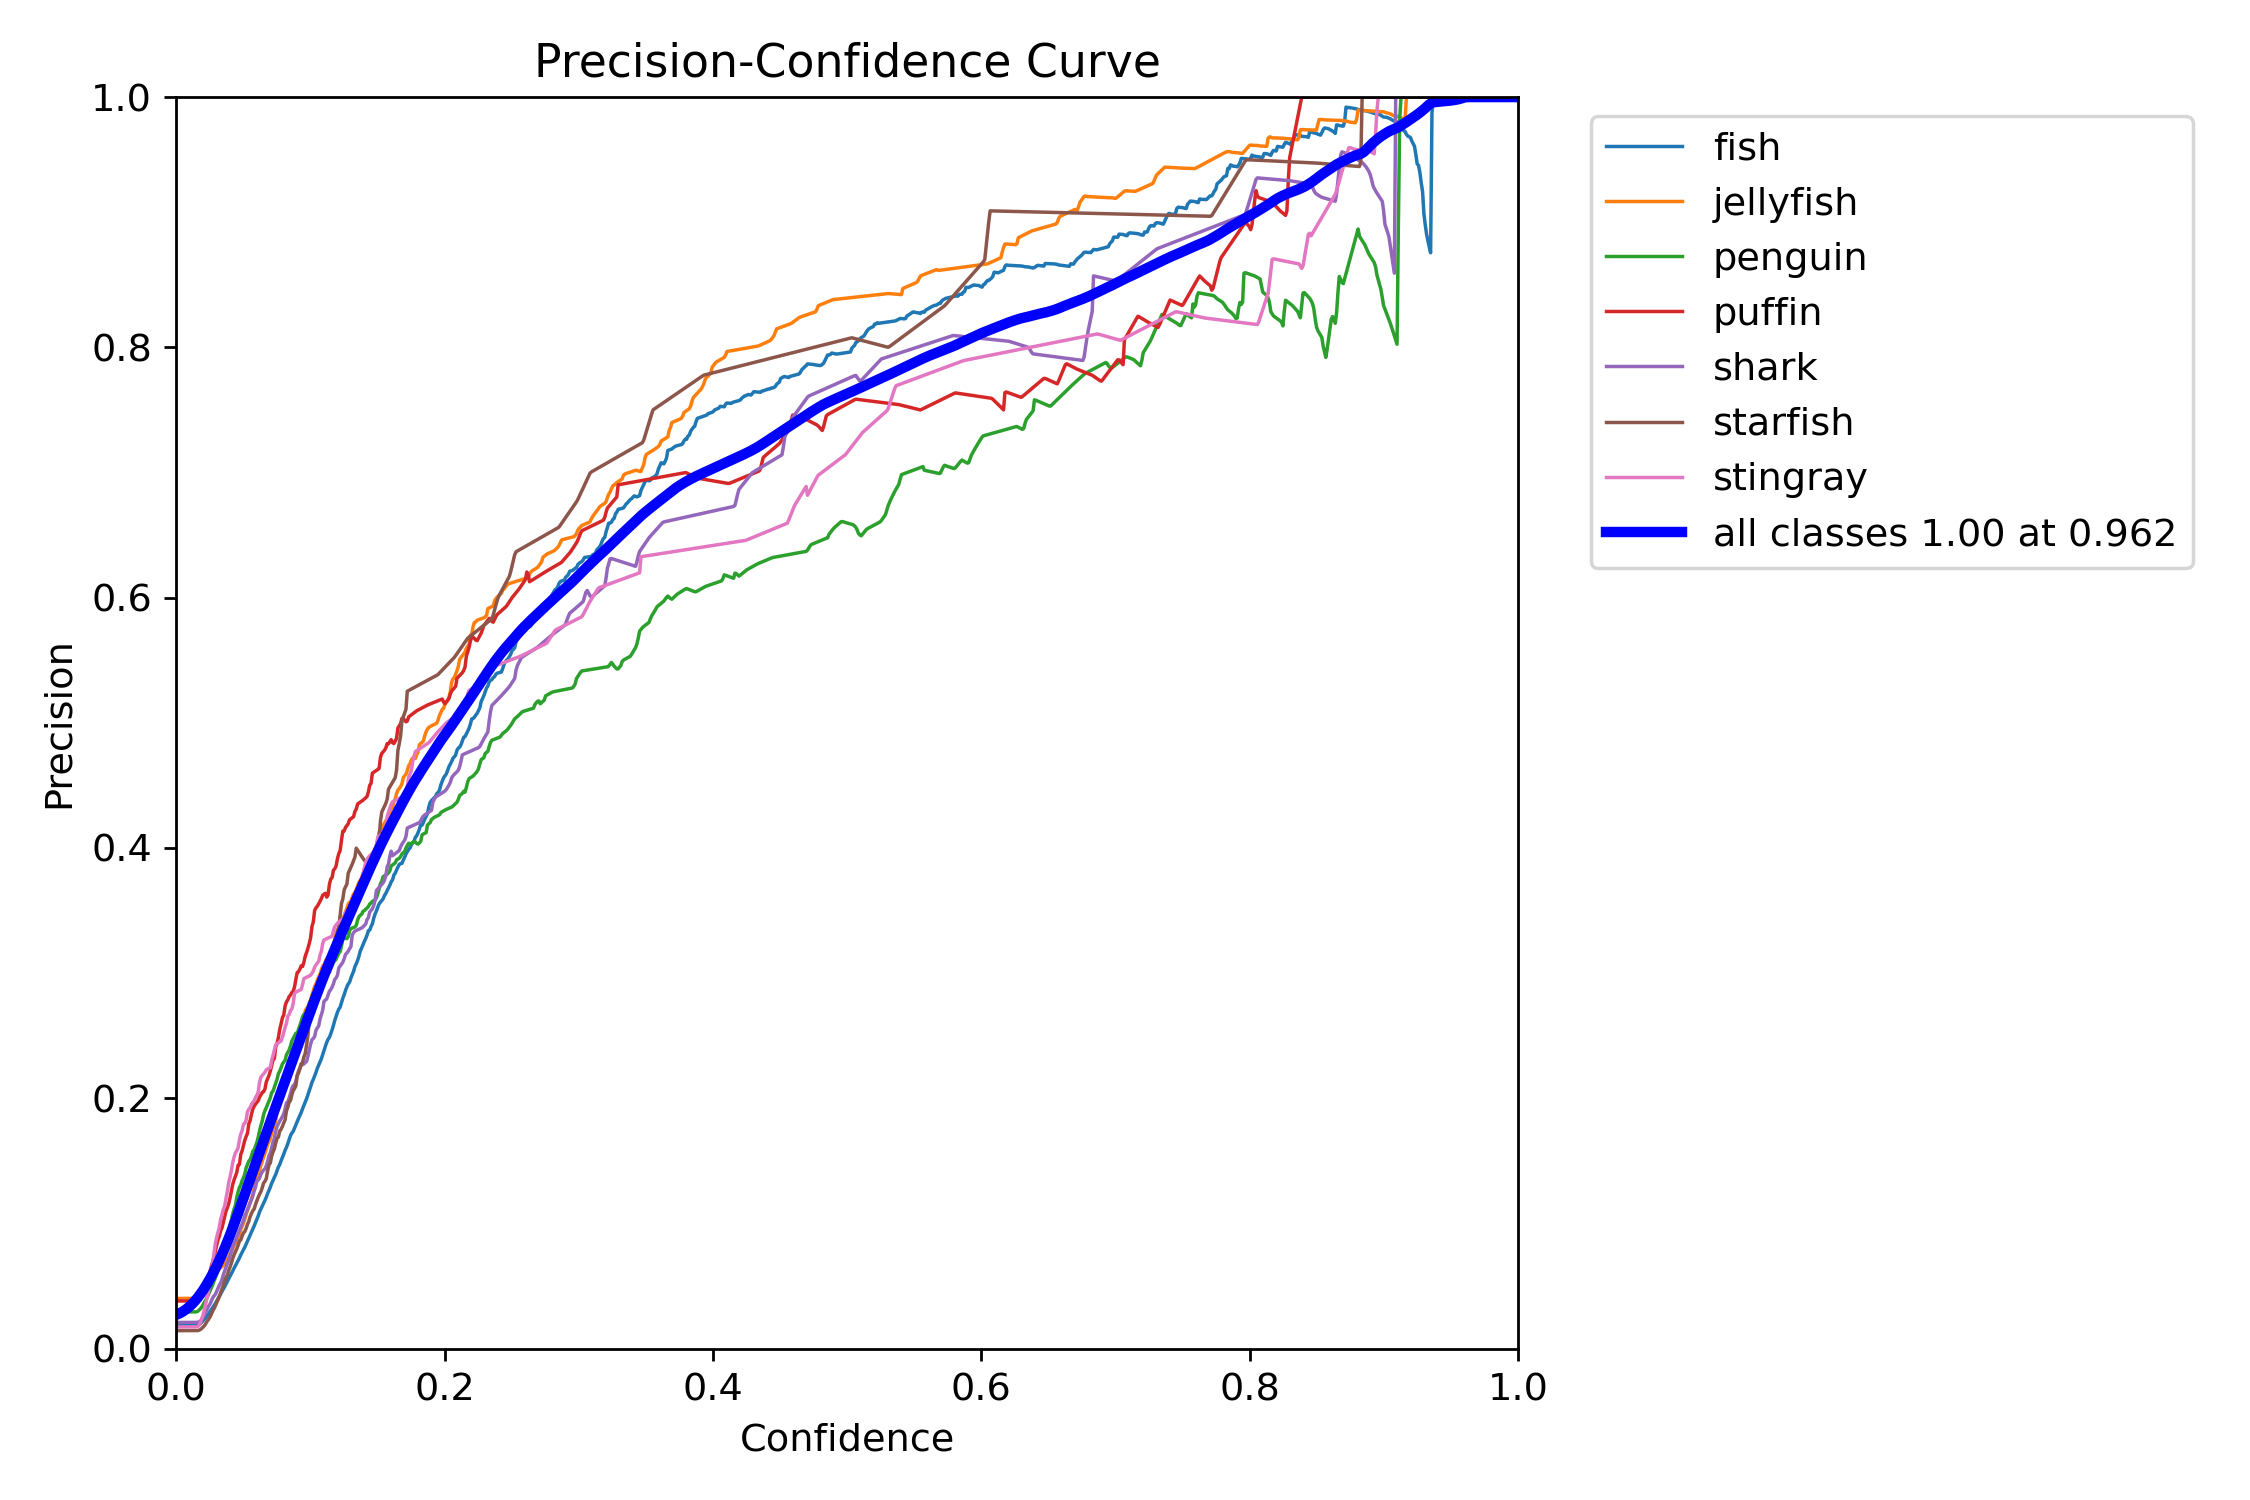 Precision-Confidence Curve
1.0
0.8
0.6
0.4
0.2
0.0
Precision
0.0 0.2 0.4 0.6 0.8 1.0
Confidence
fish
jellyfish
penguin
puffin
shark
starfish
stingray
all classes 1.00 at 0.962